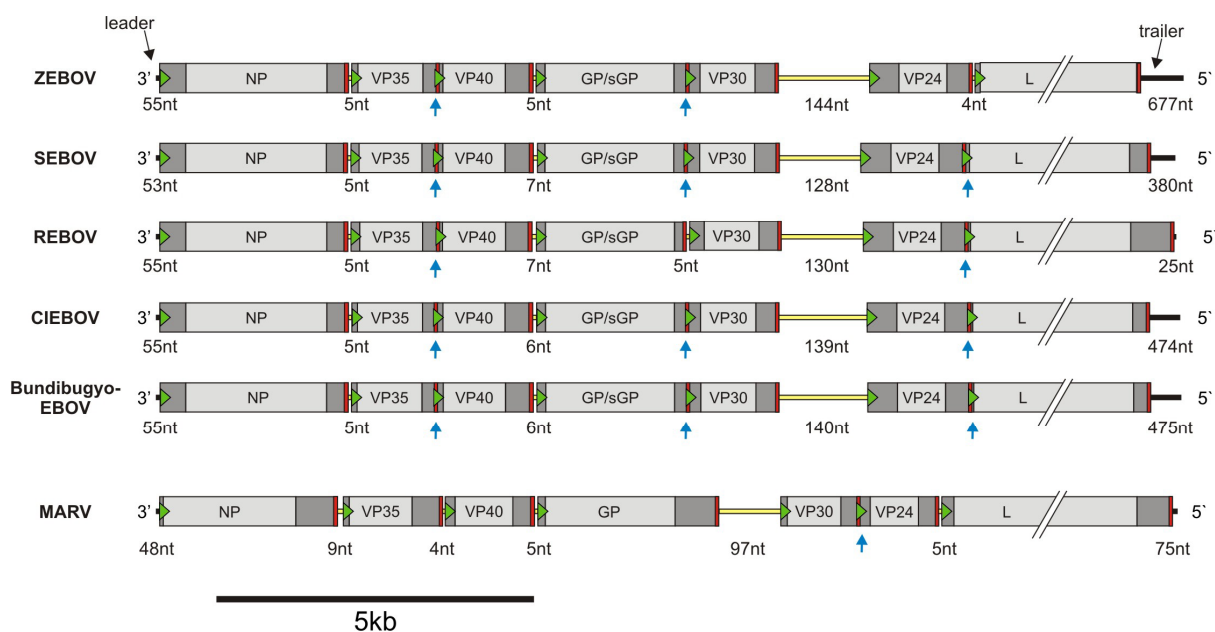 leader
trailer
ZEBOV 3’ NP VP35 VP40 GP/sGP VP30 VP24 L 5‵
55nt 5nt 5nt 144nt 4nt 677nt
SEBOV 3’ NP VP35 VP40 GP/sGP VP30 VP24 L 5‵
53nt 5nt 7nt 128nt 380nt
REBOV 3’ NP VP35 VP40 GP/sGP VP30 VP24 L 5‵
55nt 5nt 7nt 5nt 130nt 25nt
CIEBOV 3’ NP VP35 VP40 GP/sGP VP30 VP24 L 5‵
55nt 5nt 6nt 139nt 474nt
Bundibugyo-
EBOV 3’ NP VP35 VP40 GP/sGP VP30 VP24 L 5‵
55nt 5nt 6nt 140nt 475nt
MARV 3’ NP VP35 VP40 GP VP30 VP24 L 5‵
48nt 9nt 4nt 5nt 97nt 5nt 75nt
5kb